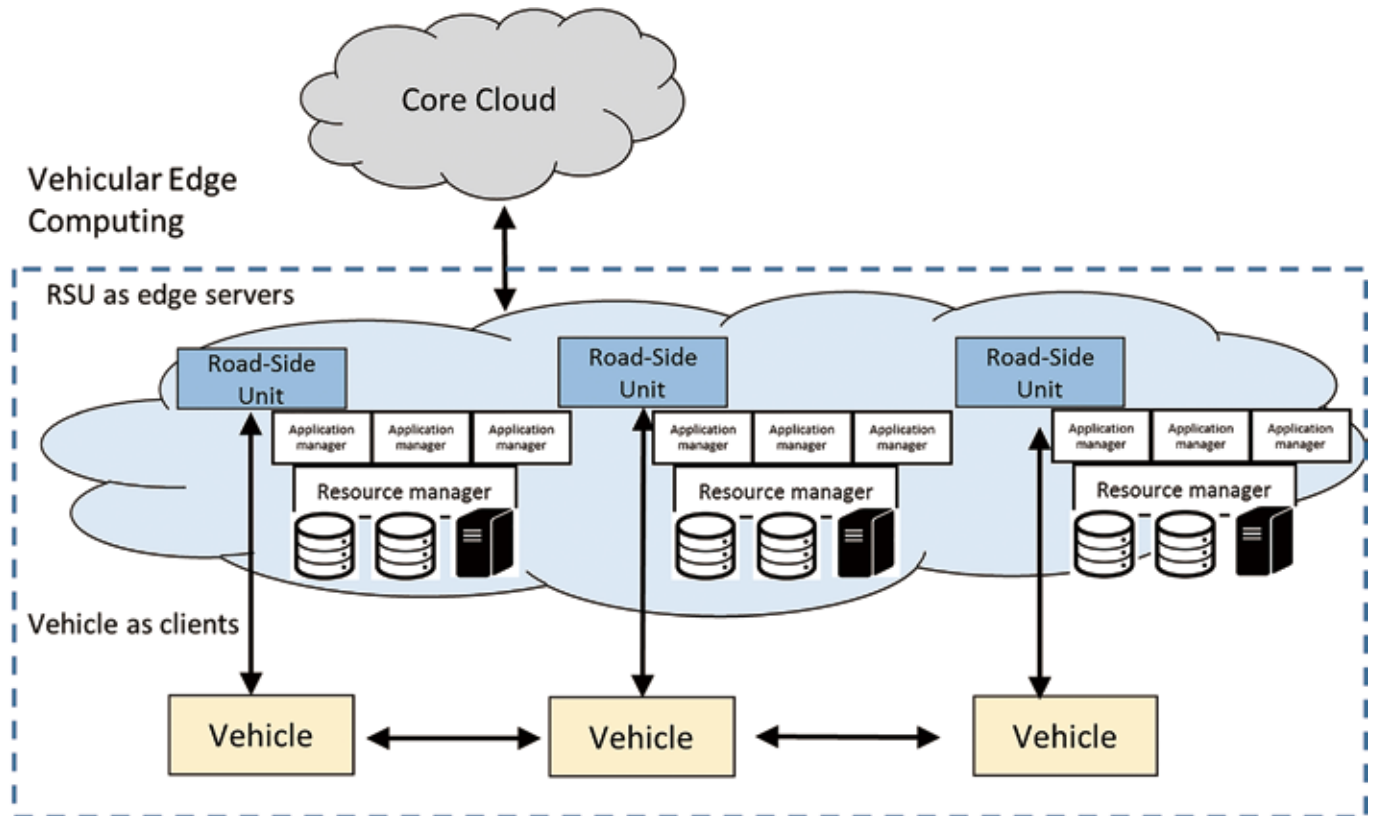 Core Cloud
Vehicular Edge
Computing
RSU as edge servers
Road-Side
Unit
Road-Side
Unit
Road-Side
Unit
Application
manager
Application
manager
Application
manager
Application
manager
Application
manager
Application
manager
Application
manager
Application
manager
Application
manager
Resource manager
Resource manager
Resource manager
Vehicle as clients
Vehicle
Vehicle
Vehicle